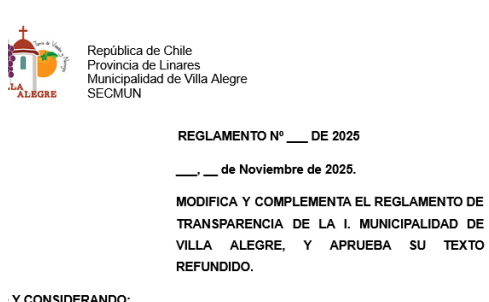 República de Chile
Provincia de Linares
Municipalidad de Villa Alegre
SECMUN
LLA
ALEGRE
REGLAMENTO Nº ___ DE 2025
___, __ de Noviembre de 2025.
MODIFICA Y COMPLEMENTA EL REGLAMENTO DE
TRANSPARENCIA DE LA I. MUNICIPALIDAD DE
VILLA ALEGRE, Y APRUEBA SU TEXTO
REFUNDIDO.
Y CONSIDERANDO: